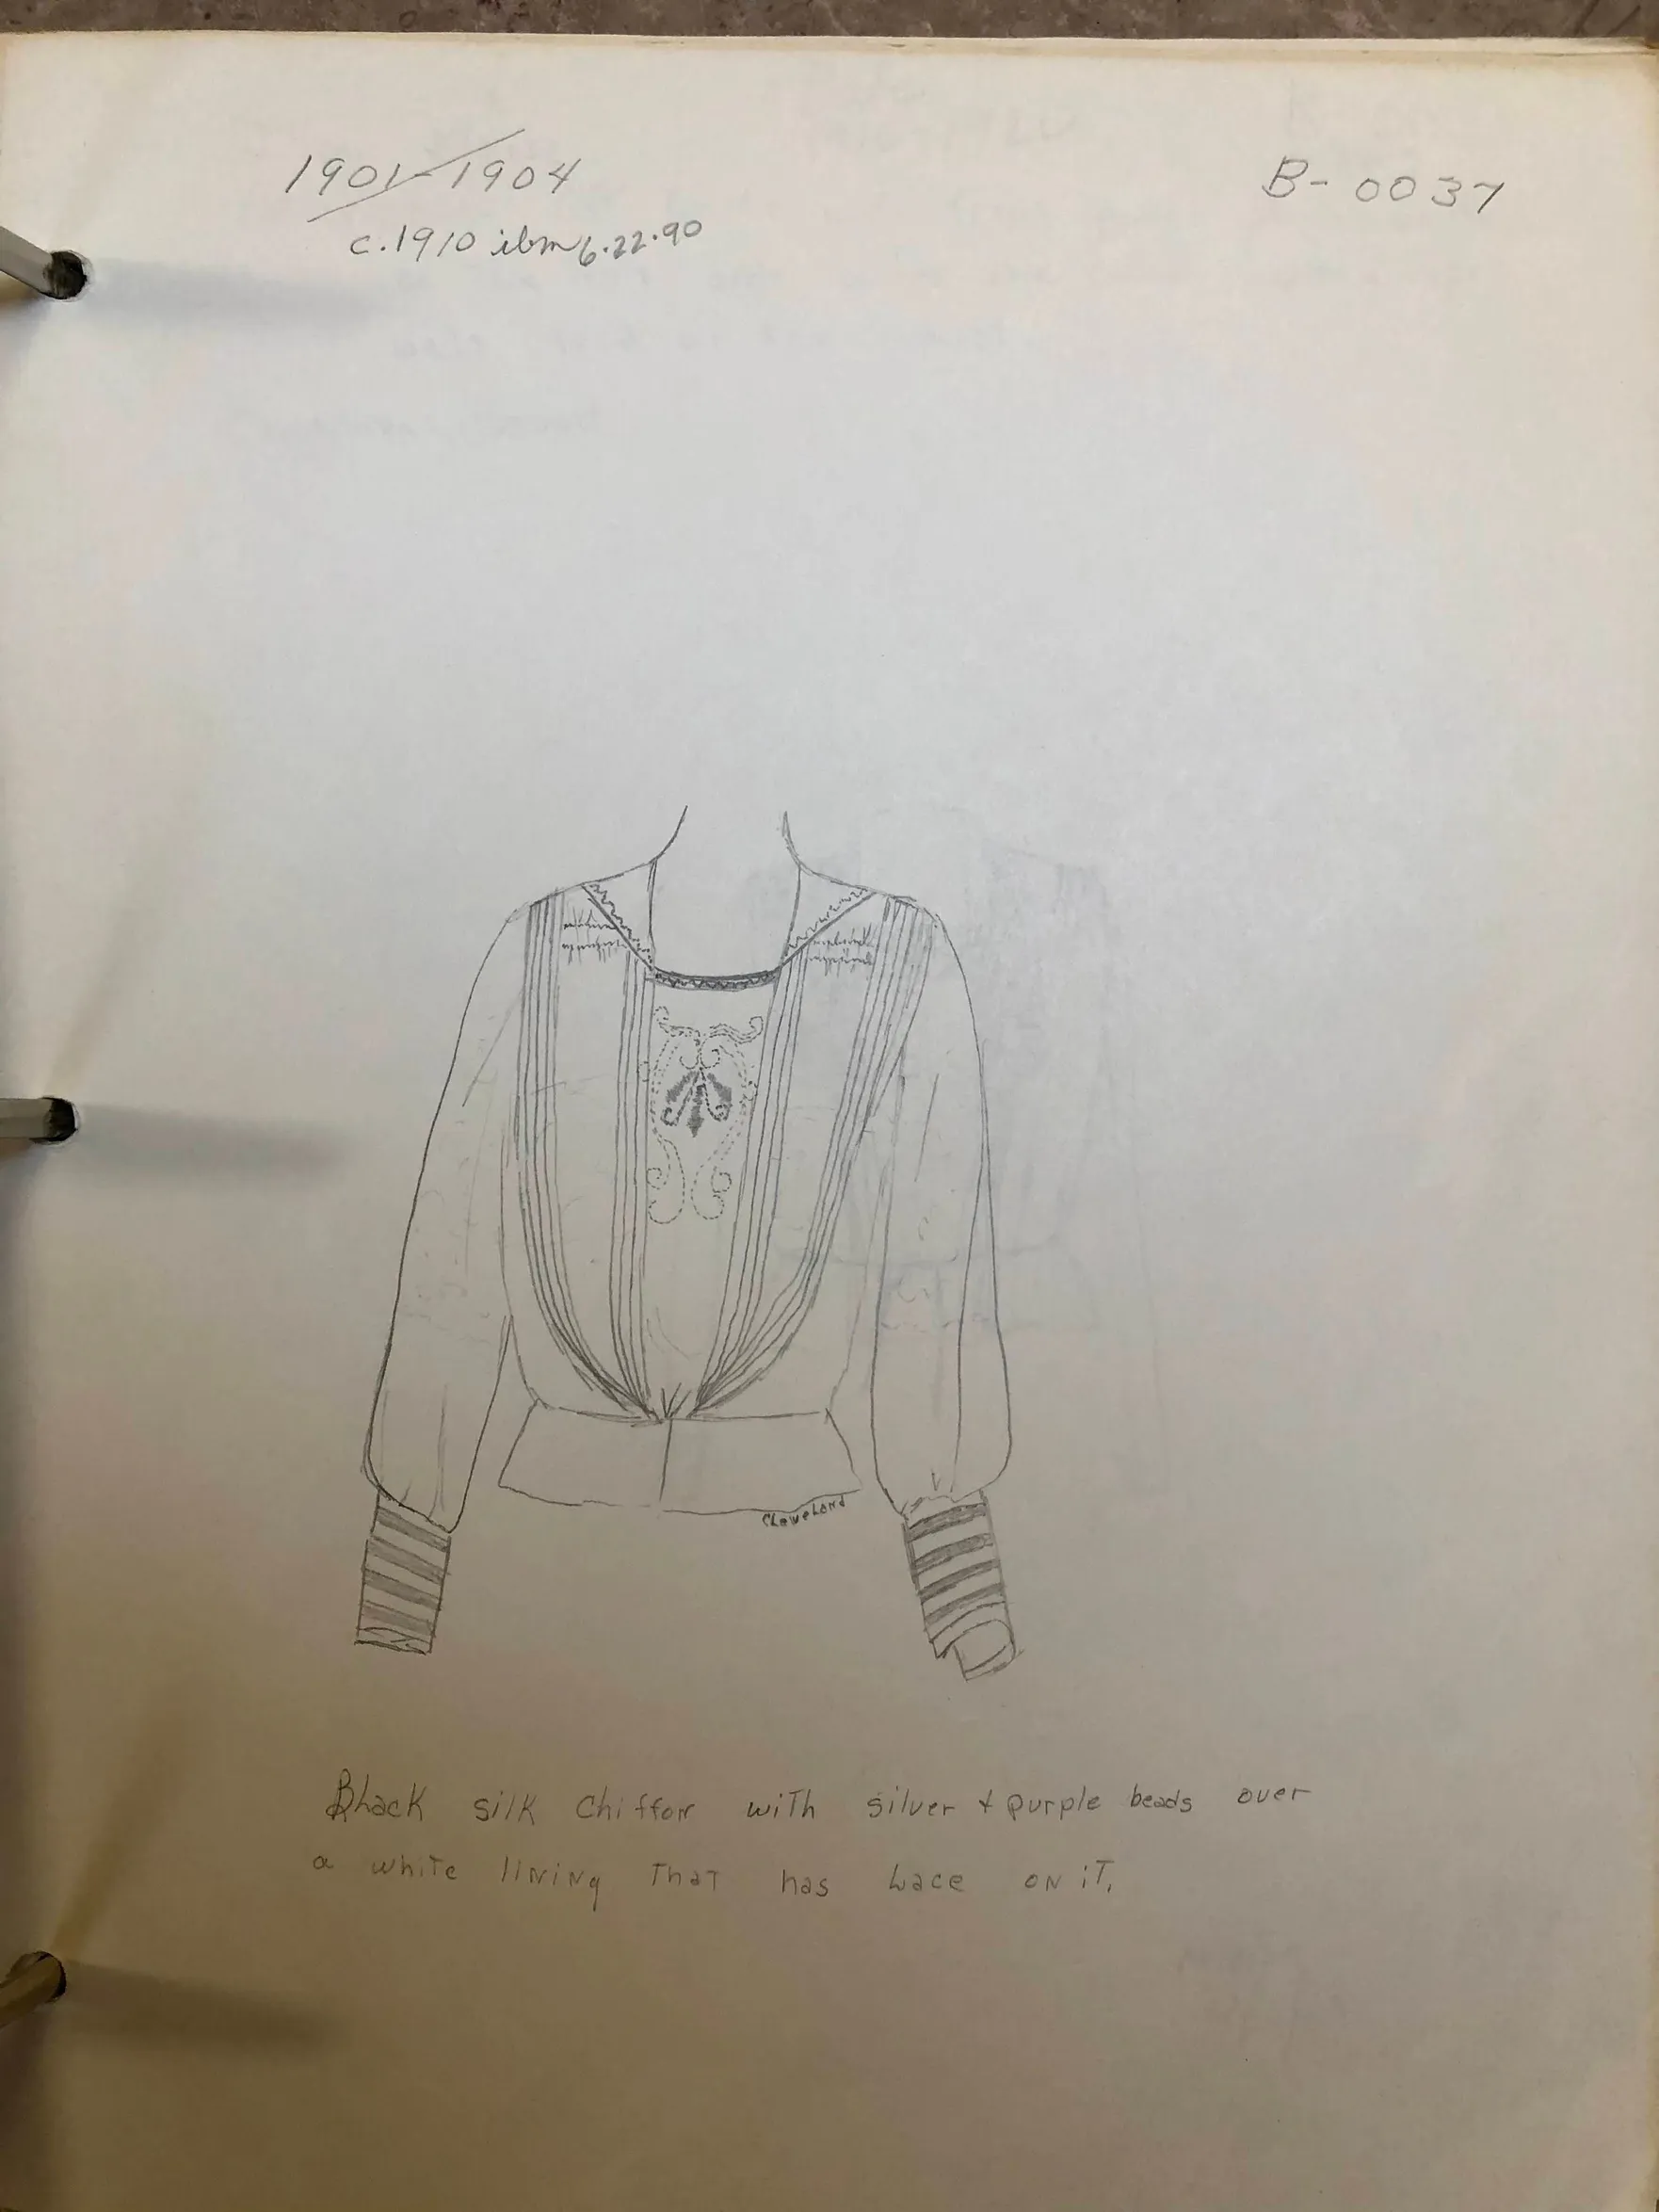 1901-1904
B-0037
c.1910 ibm 6.22.90
CLeveLand
BLack silk chiffon with silver + purple beads over
a white lining that has Lace on it.